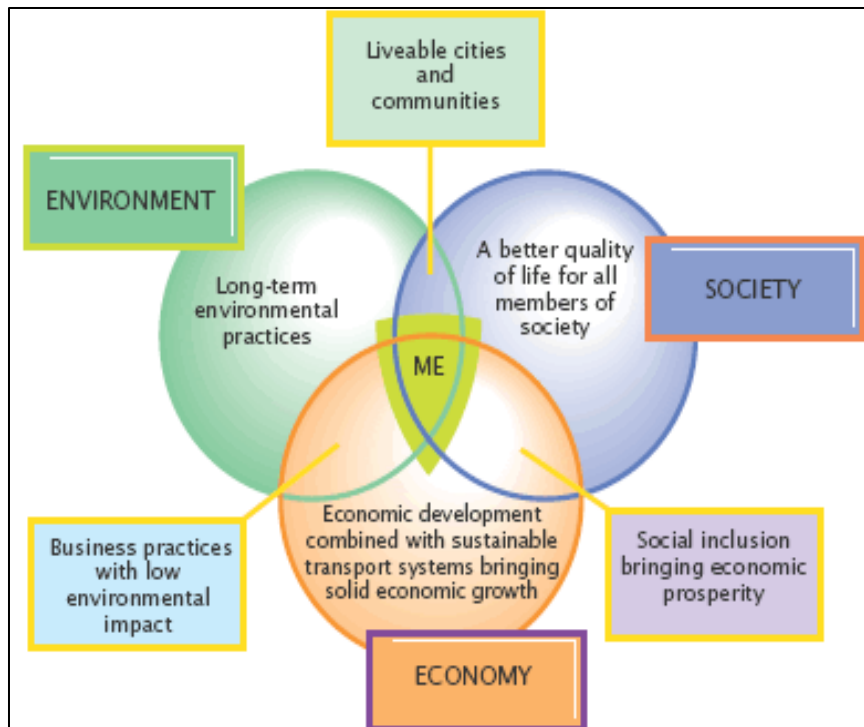 Liveable cities
and
communities
ENVIRONMENT
Long-term
environmental
practices
A better quality
of life for all
members of
society
SOCIETY
ME
Business practices
with low
environmental
impact
Economic development
combined with sustainable
transport systems bringing
solid economic growth
Social inclusion
bringing economic
prosperity
ECONOMY